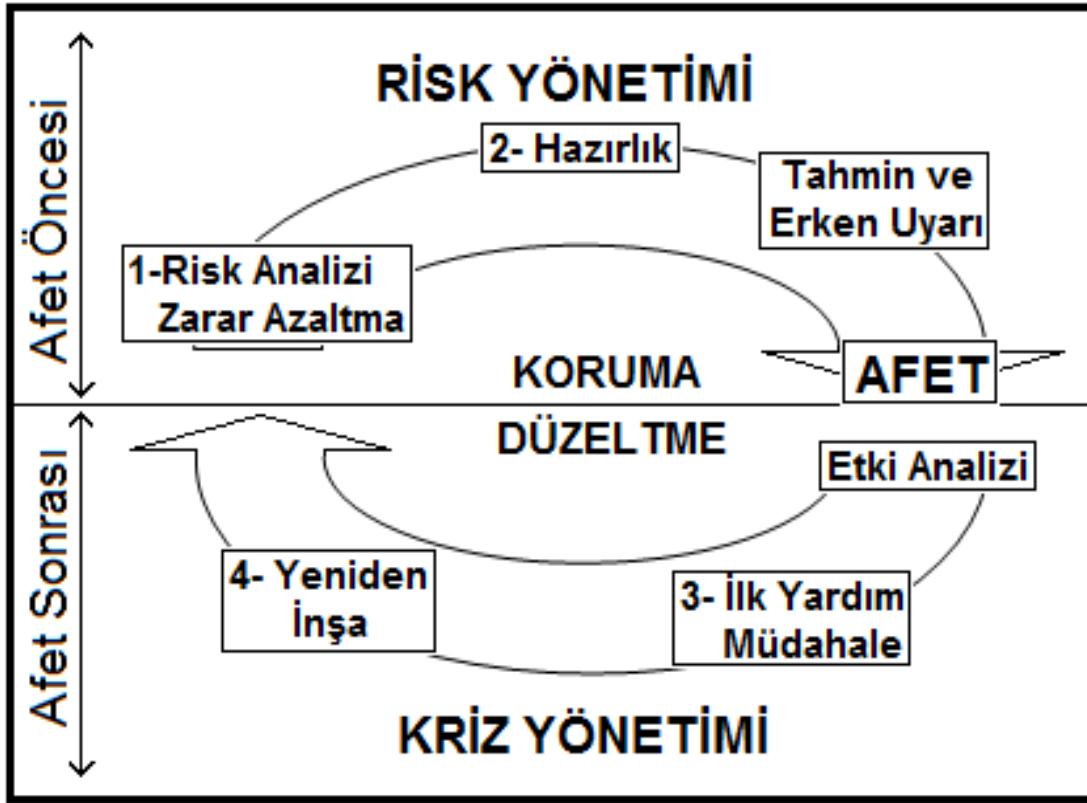 Afet Öncesi
RİSK YÖNETİMİ
2- Hazırlık
Tahmin ve
Erken Uyarı
1-Risk Analizi
Zarar Azaltma
KORUMA
AFET
DÜZELTME
Afet Sonrası
Etki Analizi
4- Yeniden
İnşa
3- İlk Yardım
Müdahale
KRİZ YÖNETİMİ